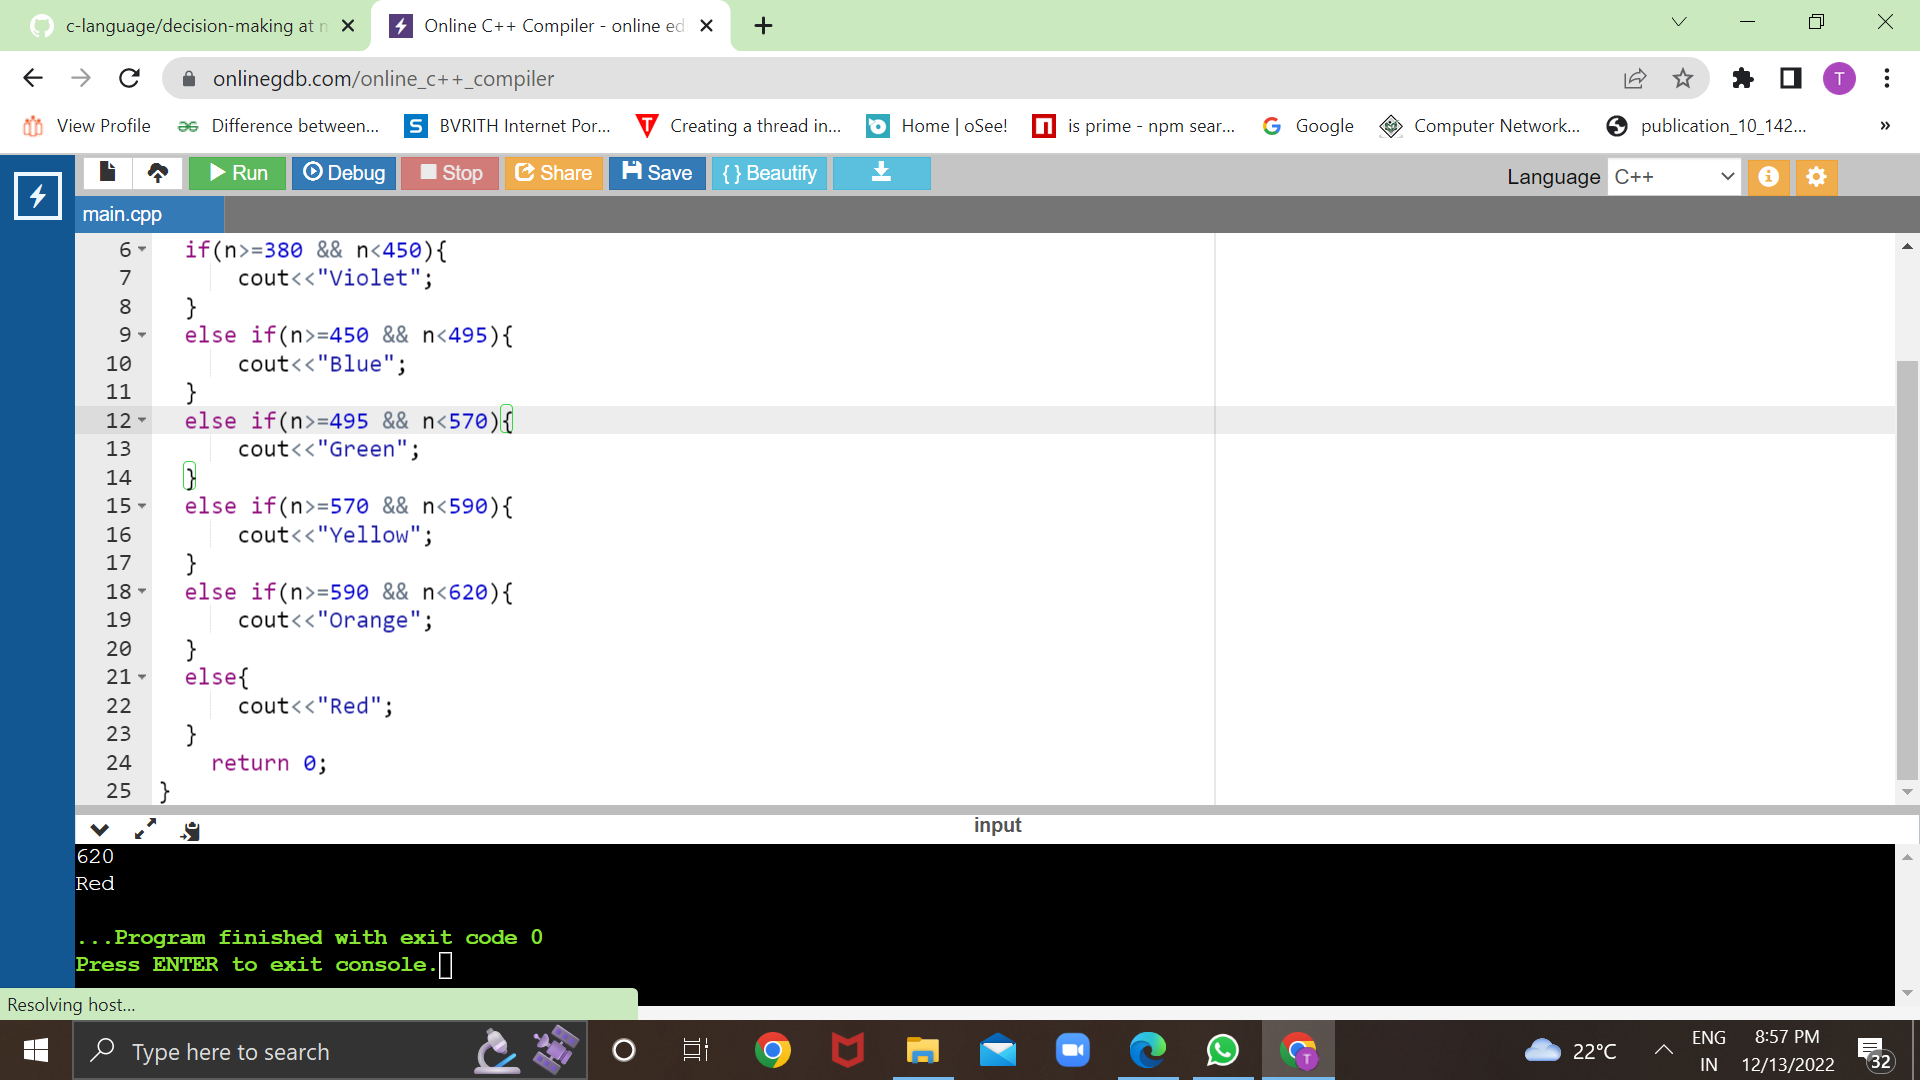 c-language/decision-making at
Online C++ Compiler - online ed
onlinegdb.com/online_c++_compiler
T
View Profile
Difference between...
BVRITH Internet Por...
Creating a thread in...
Home | oSee!
is prime - npm sear...
Google
Computer Network...
publication_10_142...
»
Run
Debug
Stop
Share
Save
{ } Beautify
Language C++
main.cpp
6 if(n>=380 && n<450){
7 cout<<"Violet";
8 }
9 else if(n>=450 && n<495){
10 cout<<"Blue";
11 }
12 else if(n>=495 && n<570){
13 cout<<"Green";
14 }
15 else if(n>=570 && n<590){
16 cout<<"Yellow";
17 }
18 else if(n>=590 && n<620){
19 cout<<"Orange";
20 }
21 else{
22 cout<<"Red";
23 }
24 return 0;
25 }
input
620
Red
...Program finished with exit code 0
Press ENTER to exit console.
Resolving host...
Type here to search
22°C
ENG
IN
8:57 PM
12/13/2022
32